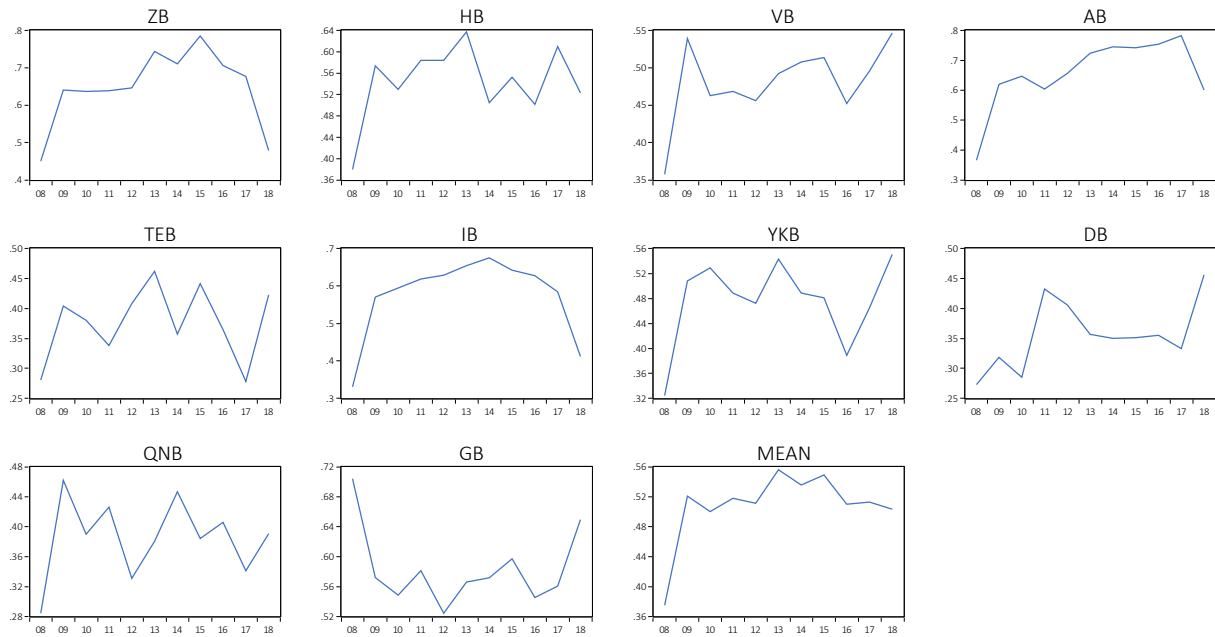 ZB HB VB AB
.8 .64 .55 .8
.60
.7 .56 .50 .7
.52 .6
.6 .48 .45
.5
.44
.5 .40 .40 .4
.4 .36 .35 .3
08 09 10 11 12 13 14 15 16 17 18 08 09 10 11 12 13 14 15 16 17 18 08 09 10 11 12 13 14 15 16 17 18 08 09 10 11 12 13 14 15 16 17 18
TEB IB YKB DB
.50 .7 .56 .50
.52
.45 .6 .48 .45
.40 .44 .40
.5
.35 .40 .35
.4 .36
.30 .30
.25 .3 .32 .25
08 09 10 11 12 13 14 15 16 17 18 08 09 10 11 12 13 14 15 16 17 18 08 09 10 11 12 13 14 15 16 17 18 08 09 10 11 12 13 14 15 16 17 18
QNB GB MEAN
.48 .72 .56
.44 .68 .52
.40 .64 .48
.36 .60 .44
.32 .56 .40
.28 .52 .36
08 09 10 11 12 13 14 15 16 17 18 08 09 10 11 12 13 14 15 16 17 18 08 09 10 11 12 13 14 15 16 17 18